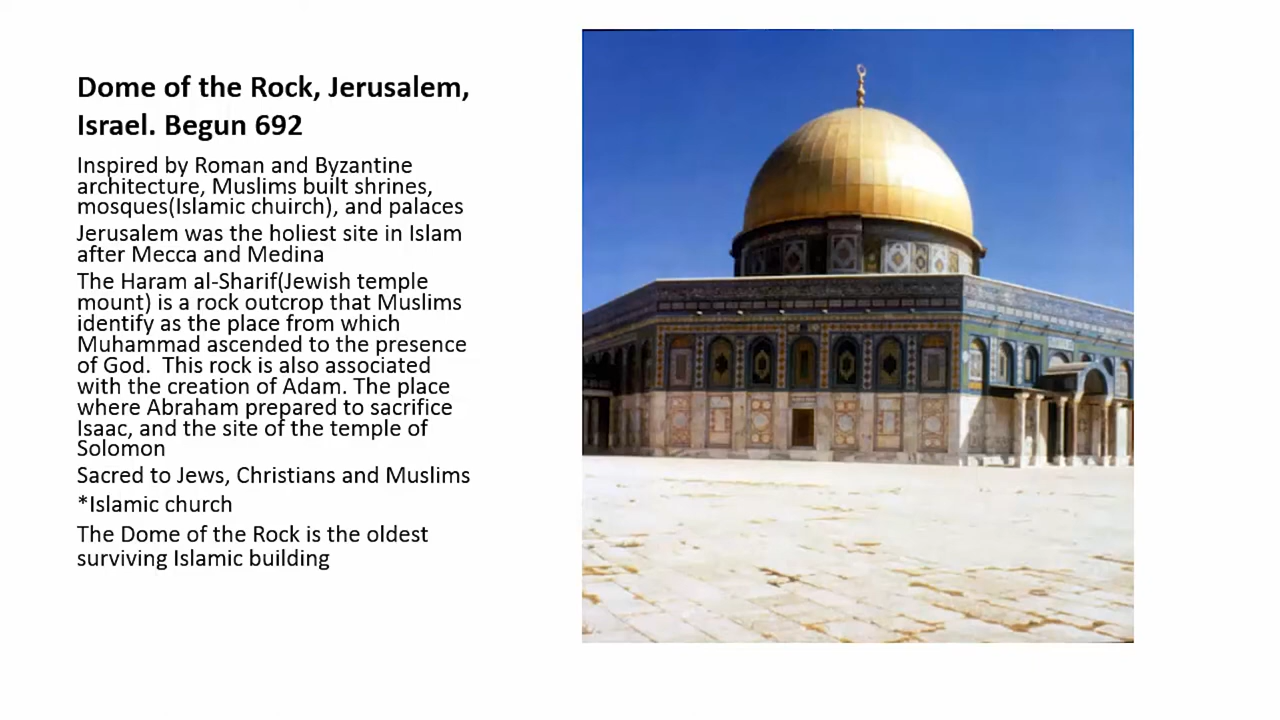 Dome of the Rock, Jerusalem,
Israel. Begun 692
Inspired by Roman and Byzantine
architecture, Muslims built shrines,
mosques(Islamic chuirch), and palaces
Jerusalem was the holiest site in Islam
after Mecca and Medina
The Haram al-Sharif(Jewish temple
mount) is a rock outcrop that Muslims
identify as the place from which
Muhammad ascended to the presence
of God.  This rock is also associated
with the creation of Adam. The place
where Abraham prepared to sacrifice
Isaac, and the site of the temple of
Solomon
Sacred to Jews, Christians and Muslims
*Islamic church
The Dome of the Rock is the oldest
surviving Islamic building